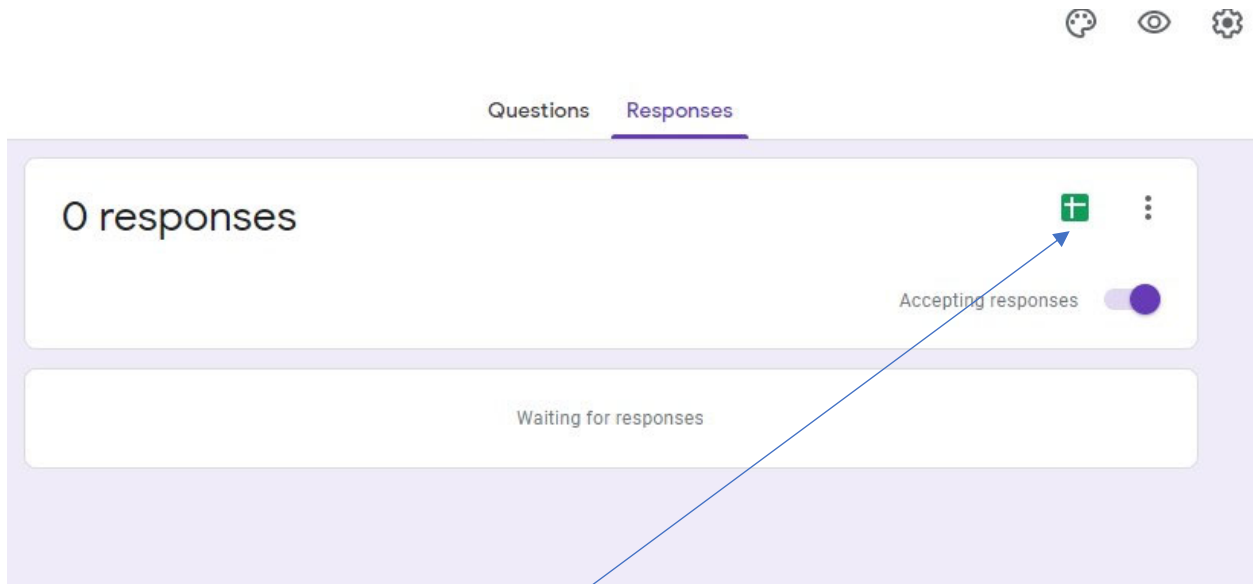 Questions Responses
0 responses
Accepting responses
Waiting for responses